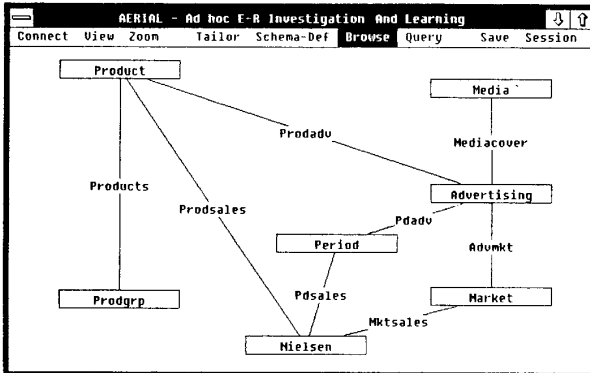 AERIAL - Ad hoc E-R Investigation And Learning
Connect View Zoom Tailor Schema-Def Browse Query Save Session
Product
Media
Prodadv
Mediacover
Products
Advertising
Prodsales
Pdadv
Period
Advmkt
Prodgrp
Pdsales
Market
Mktsales
Nielsen